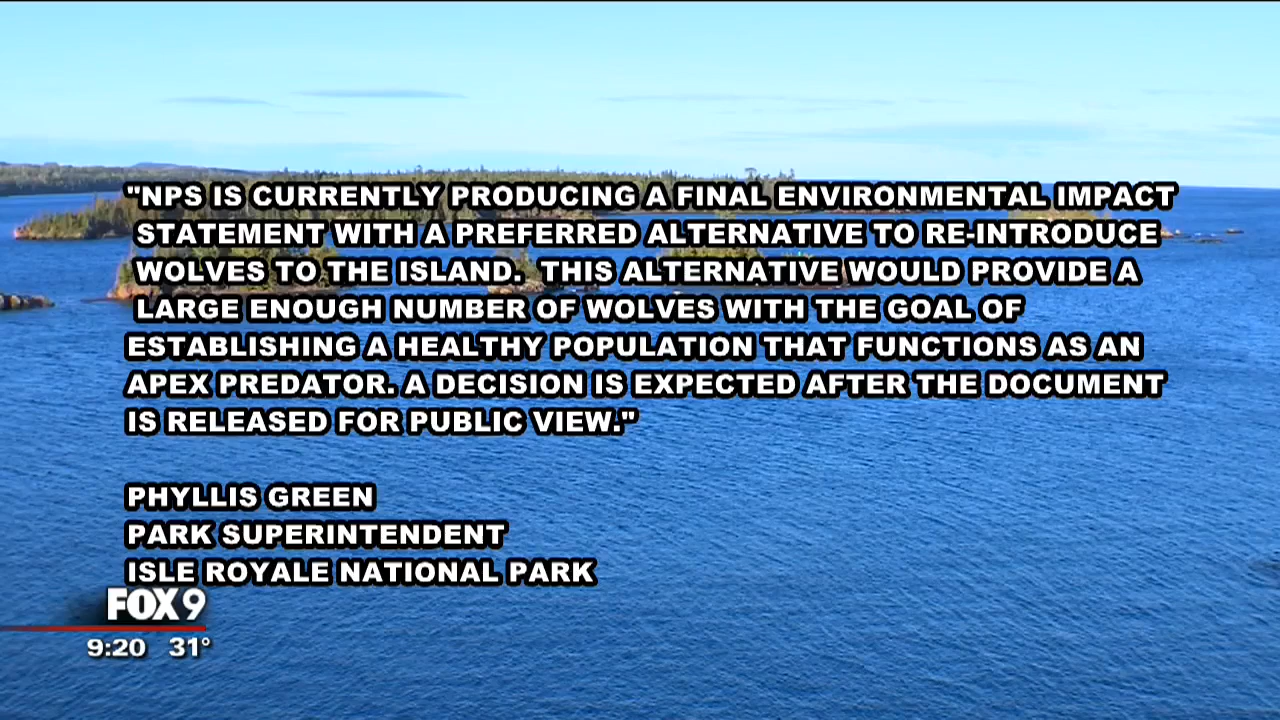 "NPS IS CURRENTLY PRODUCING A FINAL ENVIRONMENTAL IMPACT
STATEMENT WITH A PREFERRED ALTERNATIVE TO RE-INTRODUCE
WOLVES TO THE ISLAND.  THIS ALTERNATIVE WOULD PROVIDE A
LARGE ENOUGH NUMBER OF WOLVES WITH THE GOAL OF
ESTABLISHING A HEALTHY POPULATION THAT FUNCTIONS AS AN
APEX PREDATOR. A DECISION IS EXPECTED AFTER THE DOCUMENT
IS RELEASED FOR PUBLIC VIEW."
PHYLLIS GREEN
PARK SUPERINTENDENT
ISLE ROYALE NATIONAL PARK
FOX 9
9:20 31°